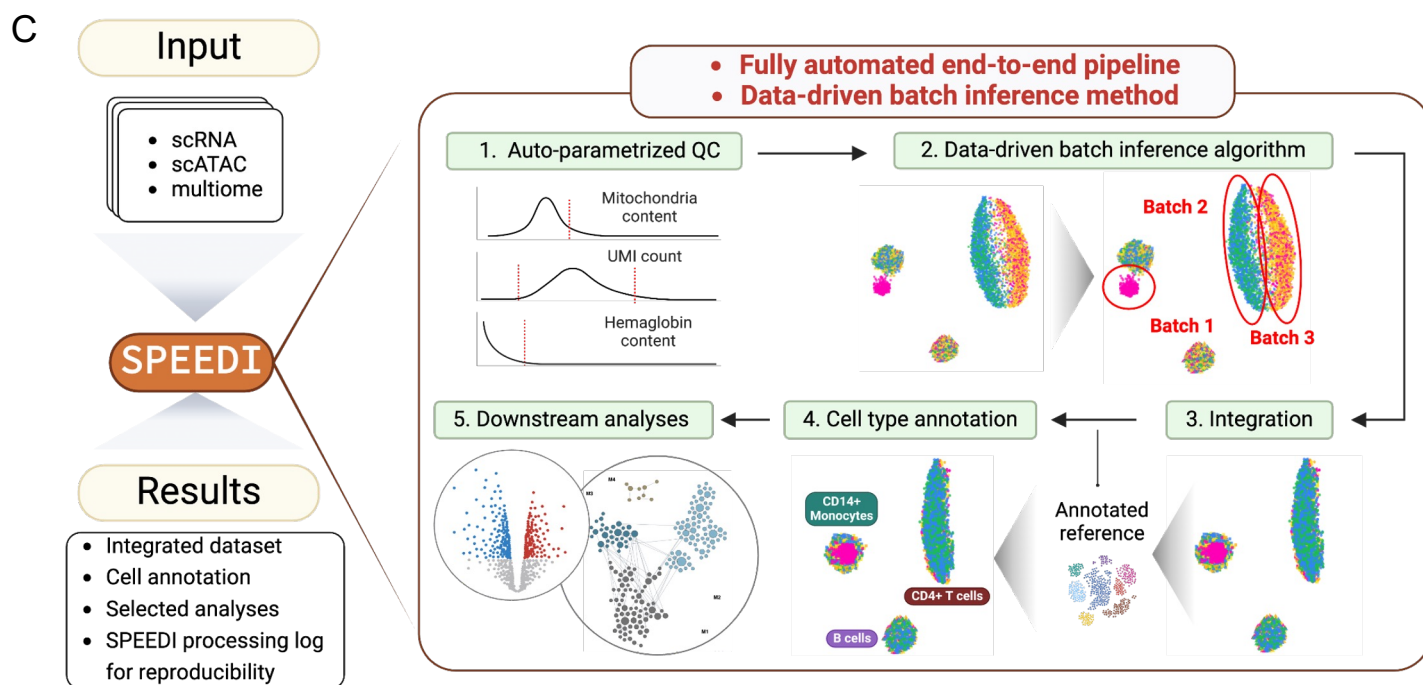 C
Input
• scRNA
• scATAC
• multiome
SPEEDI
Results
• Integrated dataset
• Cell annotation
• Selected analyses
• SPEEDI processing log
for reproducibility
• Fully automated end-to-end pipeline
• Data-driven batch inference method
1. Auto-parametrized QC
Mitochondria
content
UMI count
Hemaglobin
content
2. Data-driven batch inference algorithm
Batch 2
Batch 1
Batch 3
3. Integration
Annotated
reference
4. Cell type annotation
CD14+
Monocytes
CD4+ T cells
B cells
5. Downstream analyses
M4
M3
M2
M1